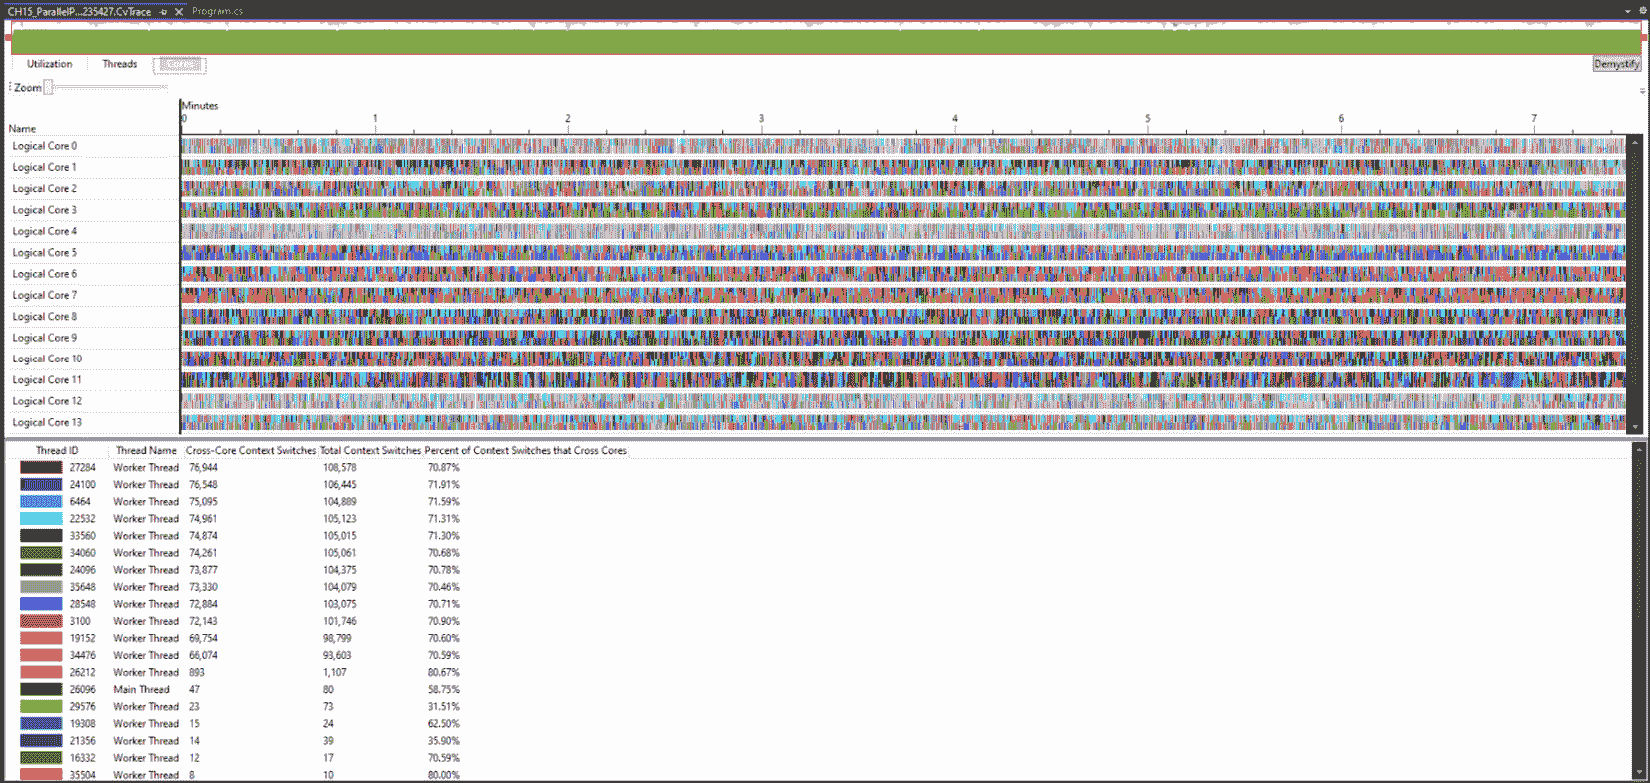 CH15_ParallelP...235427.CvTrace Program.cs
Utilization Threads
Demystify
Zoom
Minutes
Name
0 1 2 3 4 5 6 7
Logical Core 0
Logical Core 1
Logical Core 2
Logical Core 3
Logical Core 4
Logical Core 5
Logical Core 6
Logical Core 7
Logical Core 8
Logical Core 9
Logical Core 10
Logical Core 11
Logical Core 12
Logical Core 13
Thread ID Thread Name Cross-Core Context Switches Total Context Switches Percent of Context Switches that Cross Cores
27284 Worker Thread 76,944 108,578 70.87%
24100 Worker Thread 76,548 106,445 71.91%
6464 Worker Thread 75,095 104,889 71.59%
22532 Worker Thread 74,961 105,123 71.31%
33560 Worker Thread 74,874 105,015 71.30%
34060 Worker Thread 74,261 105,061 70.68%
24096 Worker Thread 73,877 104,375 70.78%
35648 Worker Thread 73,330 104,079 70.46%
28548 Worker Thread 72,884 103,075 70.71%
3100 Worker Thread 72,143 101,746 70.90%
19152 Worker Thread 69,754 98,799 70.60%
34476 Worker Thread 66,074 93,603 70.59%
26212 Worker Thread 893 1,107 80.67%
26096 Main Thread 47 80 58.75%
29576 Worker Thread 23 73 31.51%
19308 Worker Thread 15 24 62.50%
21356 Worker Thread 14 39 35.90%
16332 Worker Thread 12 17 70.59%
35504 Worker Thread 8 10 80.00%